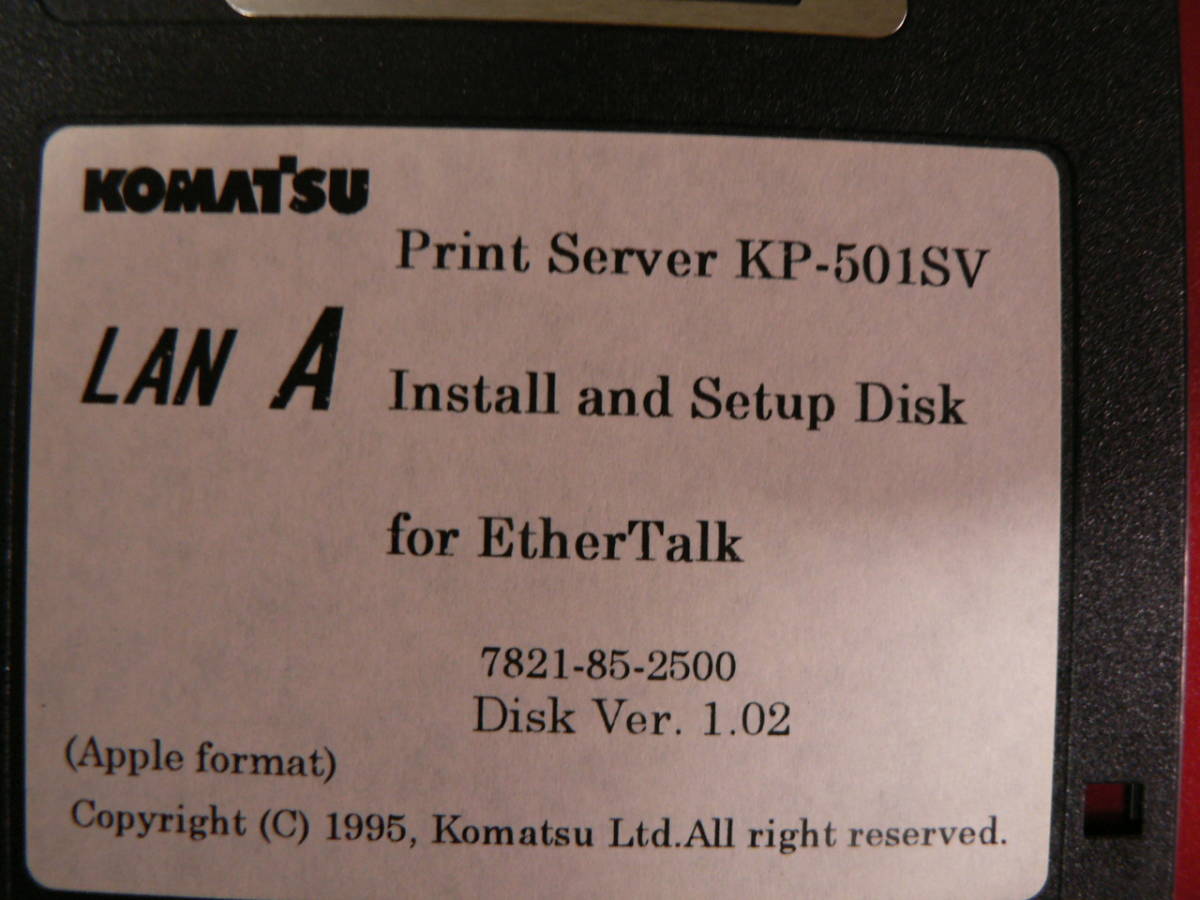 KOMATSU
Print Server KP-501SV
LAN A Install and Setup Disk
for EtherTalk
7821-85-2500
Disk Ver. 1.02
(Apple format)
Copyright (C) 1995, Komatsu Ltd.All right reserved.